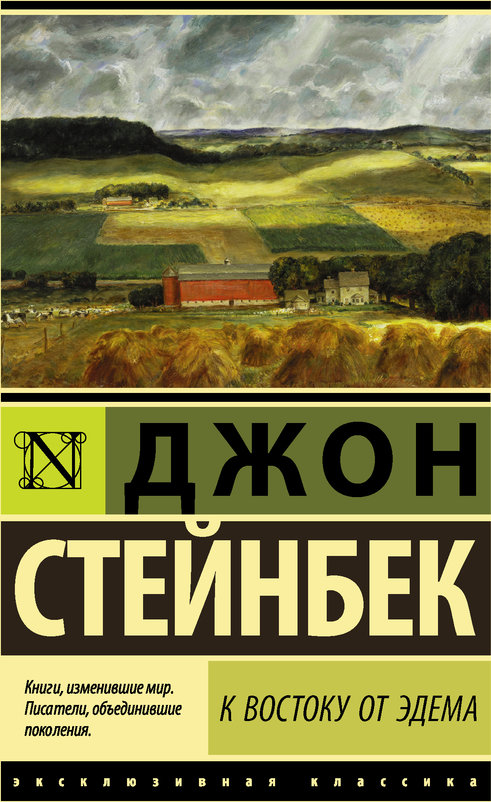 N
ДЖОН
СТЕЙНБЕК
Книги, изменившие мир.
Писатели, объединившие
поколения.
К ВОСТОКУ ОТ ЭДЕМА
эксклюзивная классика